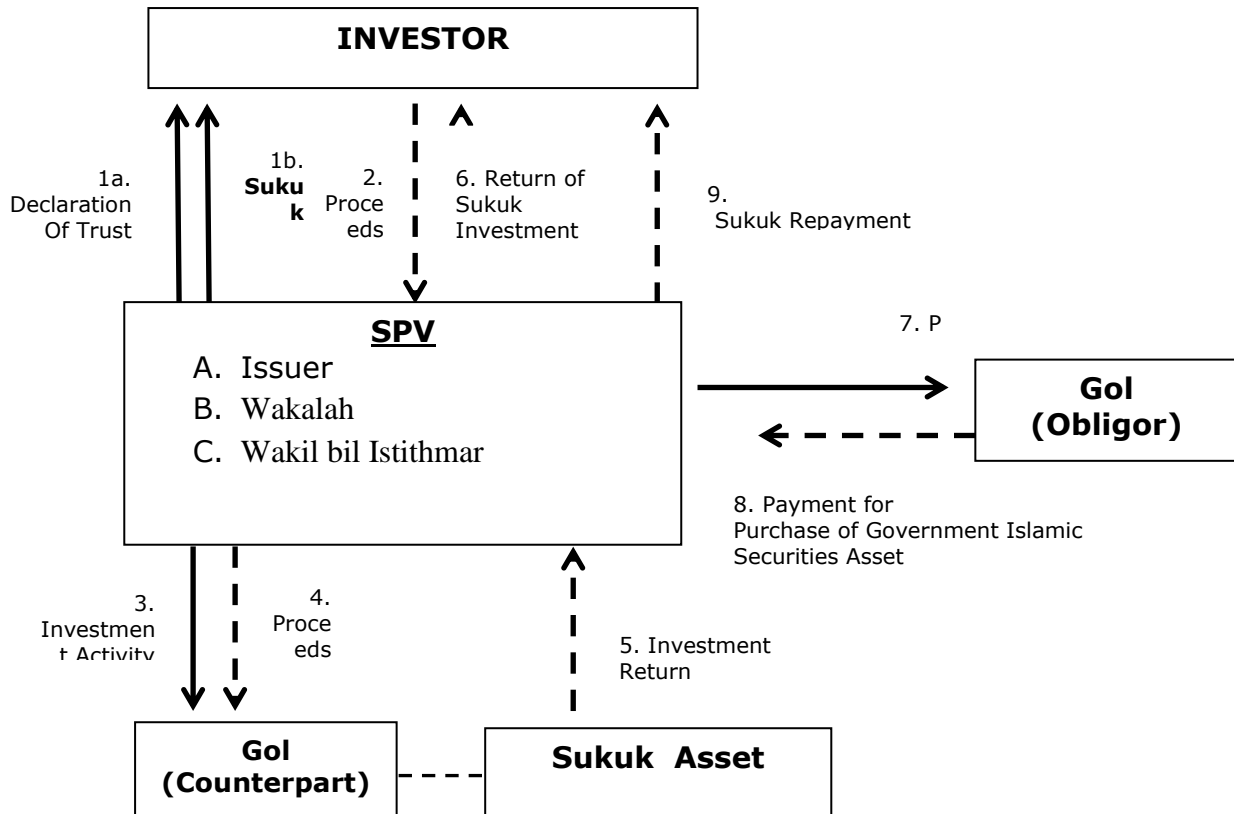 INVESTOR
1a.
Declaration
Of Trust
1b.
Suku
k
2.
Proce
eds
6. Return of
Sukuk
Investment
9.
Sukuk Repayment
SPV
A. Issuer
B. Wakalah
C. Wakil bil Istithmar
7. P
GoI
(Obligor)
8. Payment for
Purchase of Government Islamic
Securities Asset
3.
Investmen
t Activity
4.
Proce
eds
5. Investment
Return
GoI
(Counterpart)
Sukuk Asset